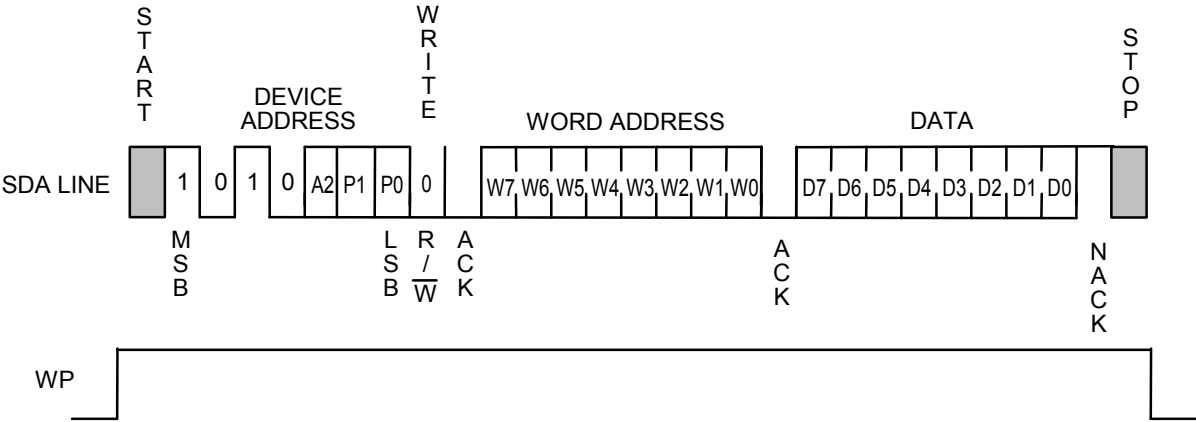 START
WRITE
STOP
DEVICE
ADDRESS
WORD ADDRESS
DATA
SDA LINE
1 0 1 0 A2 P1 P0 0 W7 W6 W5 W4 W3 W2 W1 W0 D7 D6 D5 D4 D3 D2 D1 D0
MSB
LSB
R/W̅
ACK
ACK
NACK
WP